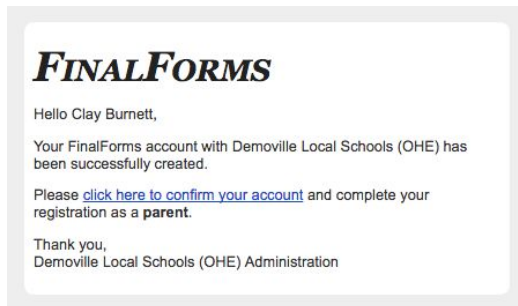 FINALFORMS
Hello Clay Burnett,
Your FinalForms account with Demoville Local Schools (OHE) has
been successfully created.
Please click here to confirm your account and complete your
registration as a parent.
Thank you,
Demoville Local Schools (OHE) Administration